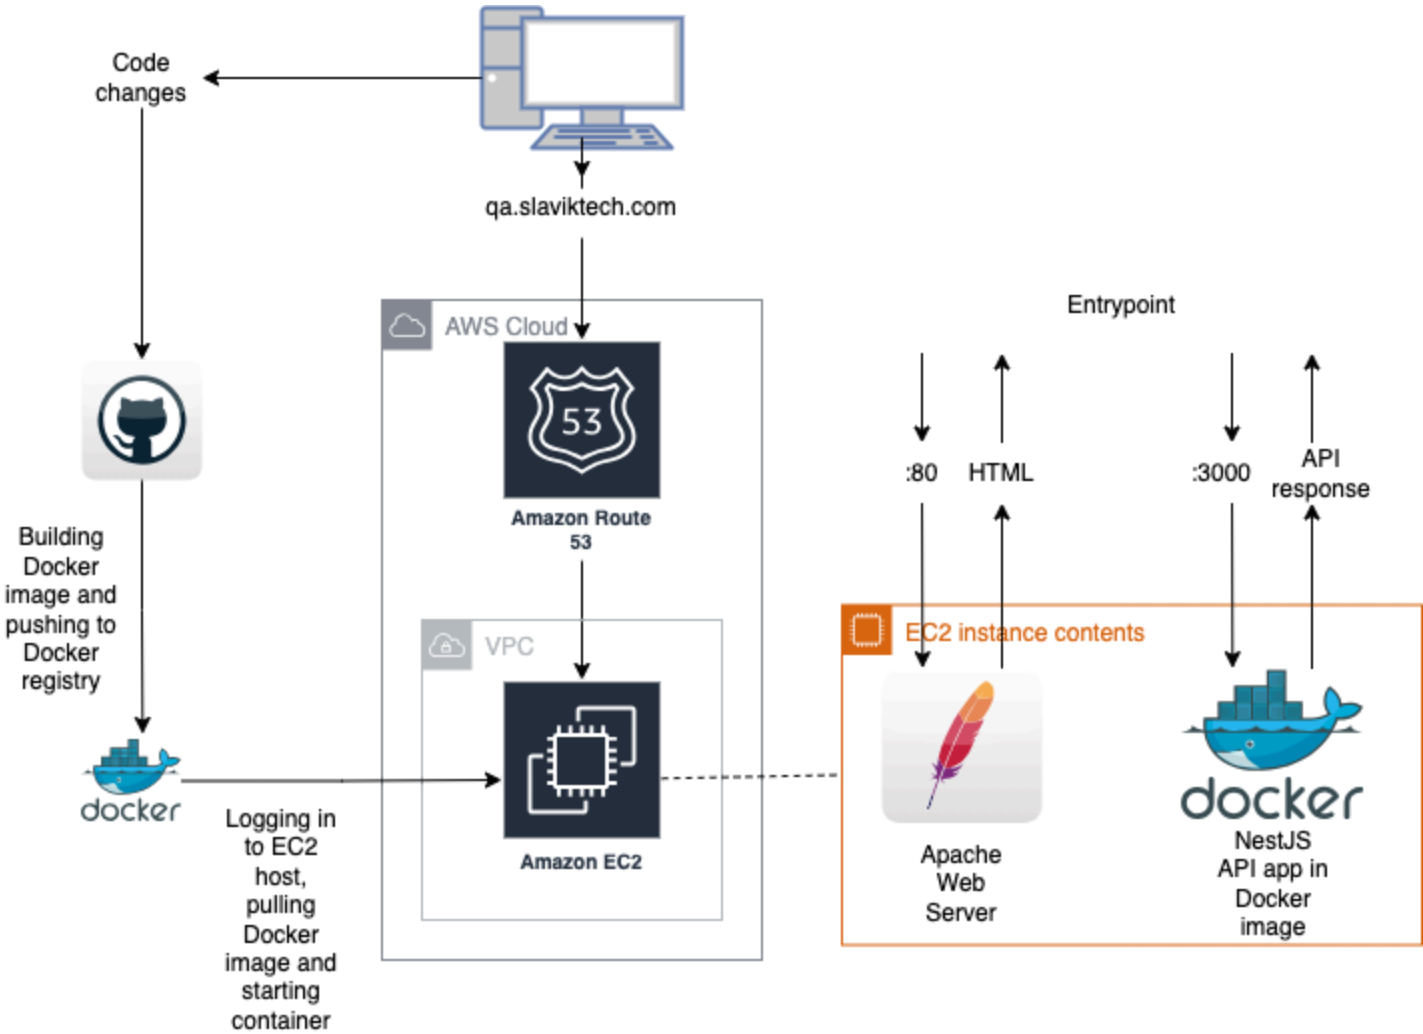 Code
changes
qa.slaviktech.com
AWS Cloud
53
Amazon Route
53
Building
Docker
image and
pushing to
Docker
registry
docker
Logging in
to EC2
host,
pulling
Docker
image and
starting
container
VPC
Amazon EC2
Entrypoint
:80
HTML
:3000
API
response
EC2 instance contents
Apache
Web
Server
docker
NestJS
API app in
Docker
image